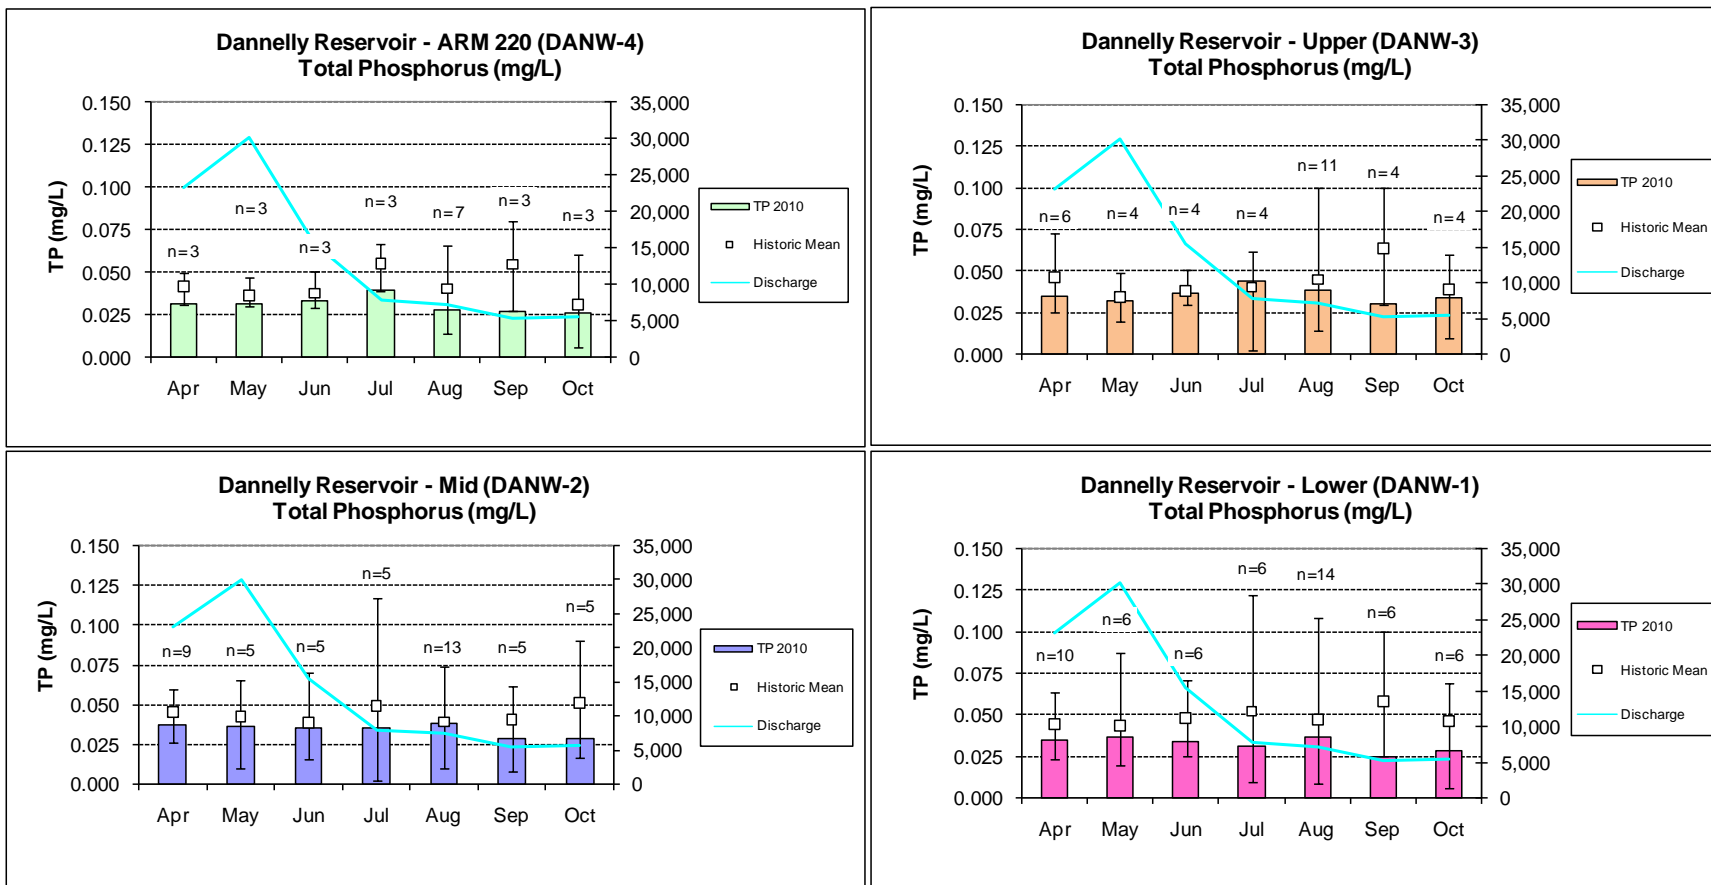 Dannelly Reservoir - ARM 220 (DANW-4)
Total Phosphorus (mg/L)
TP (mg/L)
0.150
0.125
0.100
0.075
0.050
0.025
0.000
35,000
30,000
25,000
20,000
15,000
10,000
5,000
0
n=3
n=3
n=3
n=3
n=7
n=3
n=3
Apr May Jun Jul Aug Sep Oct
TP 2010
Historic Mean
Discharge
Dannelly Reservoir - Upper (DANW-3)
Total Phosphorus (mg/L)
TP (mg/L)
0.150
0.125
0.100
0.075
0.050
0.025
0.000
35,000
30,000
25,000
20,000
15,000
10,000
5,000
0
n=6
n=4
n=4
n=4
n=11
n=4
n=4
Apr May Jun Jul Aug Sep Oct
TP 2010
Historic Mean
Discharge
Dannelly Reservoir - Mid (DANW-2)
Total Phosphorus (mg/L)
TP (mg/L)
0.150
0.125
0.100
0.075
0.050
0.025
0.000
35,000
30,000
25,000
20,000
15,000
10,000
5,000
0
n=9
n=5
n=5
n=5
n=13
n=5
n=5
Apr May Jun Jul Aug Sep Oct
TP 2010
Historic Mean
Discharge
Dannelly Reservoir - Lower (DANW-1)
Total Phosphorus (mg/L)
TP (mg/L)
0.150
0.125
0.100
0.075
0.050
0.025
0.000
35,000
30,000
25,000
20,000
15,000
10,000
5,000
0
n=10
n=6
n=6
n=6
n=14
n=6
n=6
Apr May Jun Jul Aug Sep Oct
TP 2010
Historic Mean
Discharge